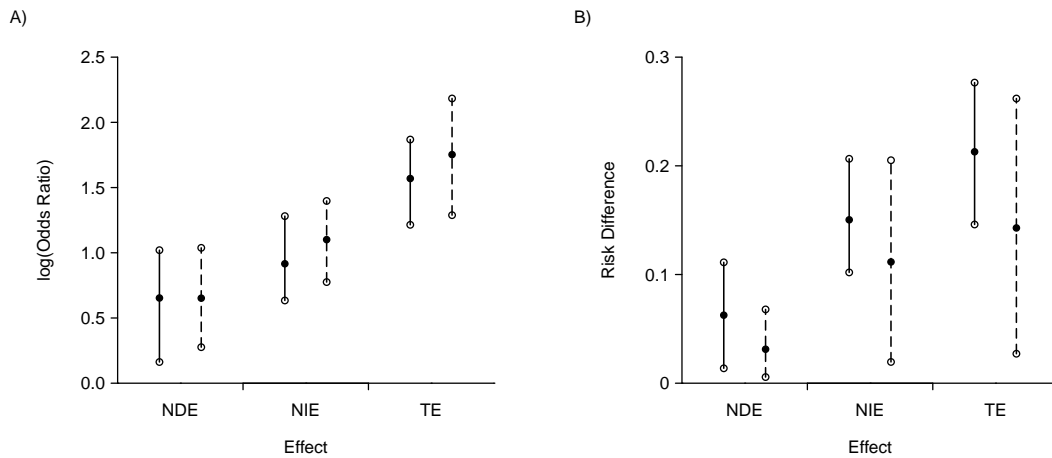 A)
2.5
2.0
1.5
1.0
0.5
0.0
log(Odds Ratio)
NDE
NIE
TE
Effect
B)
0.3
0.2
0.1
0
Risk Difference
NDE
NIE
TE
Effect